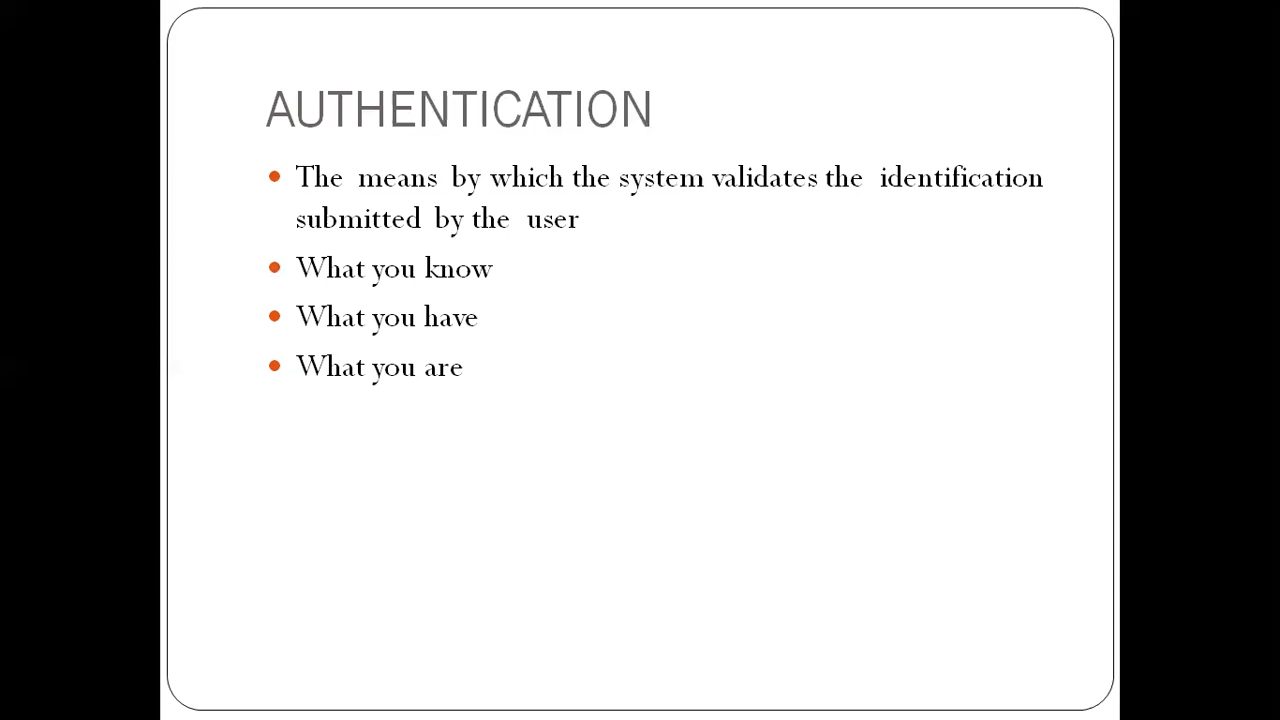 AUTHENTICATION
• The means by which the system validates the identification
submitted by the user
• What you know
• What you have
• What you are